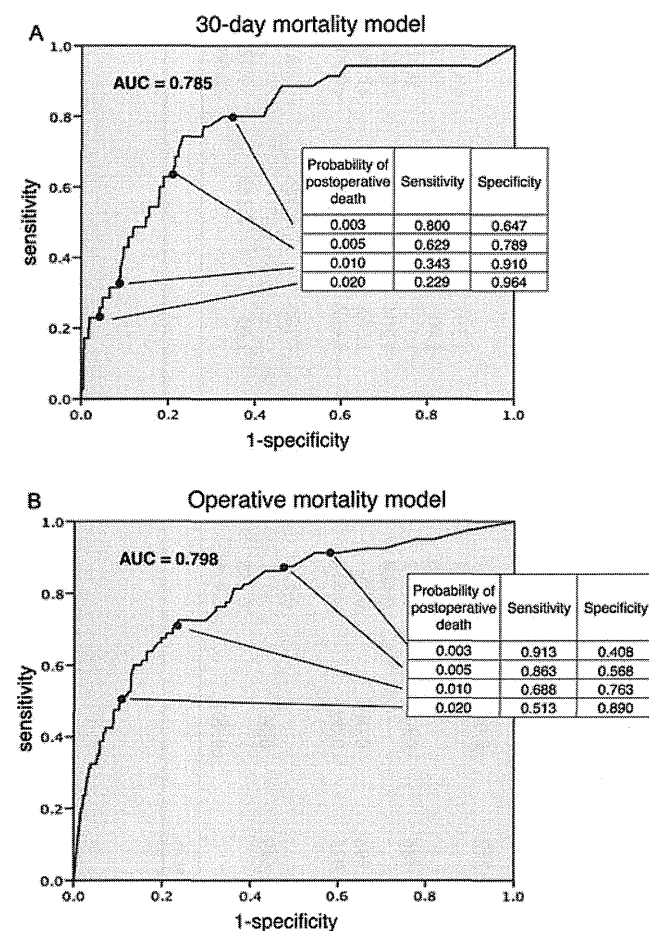 A
30-day mortality model
1.0
AUC = 0.785
0.8
0.6
sensitivity
0.4
0.2
0.0
Probability of postoperative death Sensitivity Specificity
0.003 0.800 0.647
0.005 0.629 0.789
0.010 0.343 0.910
0.020 0.229 0.964
0.0 0.2 0.4 0.6 0.8 1.0
1-specificity
B
Operative mortality model
1.0
AUC = 0.798
0.8
0.6
sensitivity
0.4
0.2
0.0
Probability of postoperative death Sensitivity Specificity
0.003 0.913 0.408
0.005 0.863 0.568
0.010 0.688 0.763
0.020 0.513 0.890
0.0 0.2 0.4 0.6 0.8 1.0
1-specificity